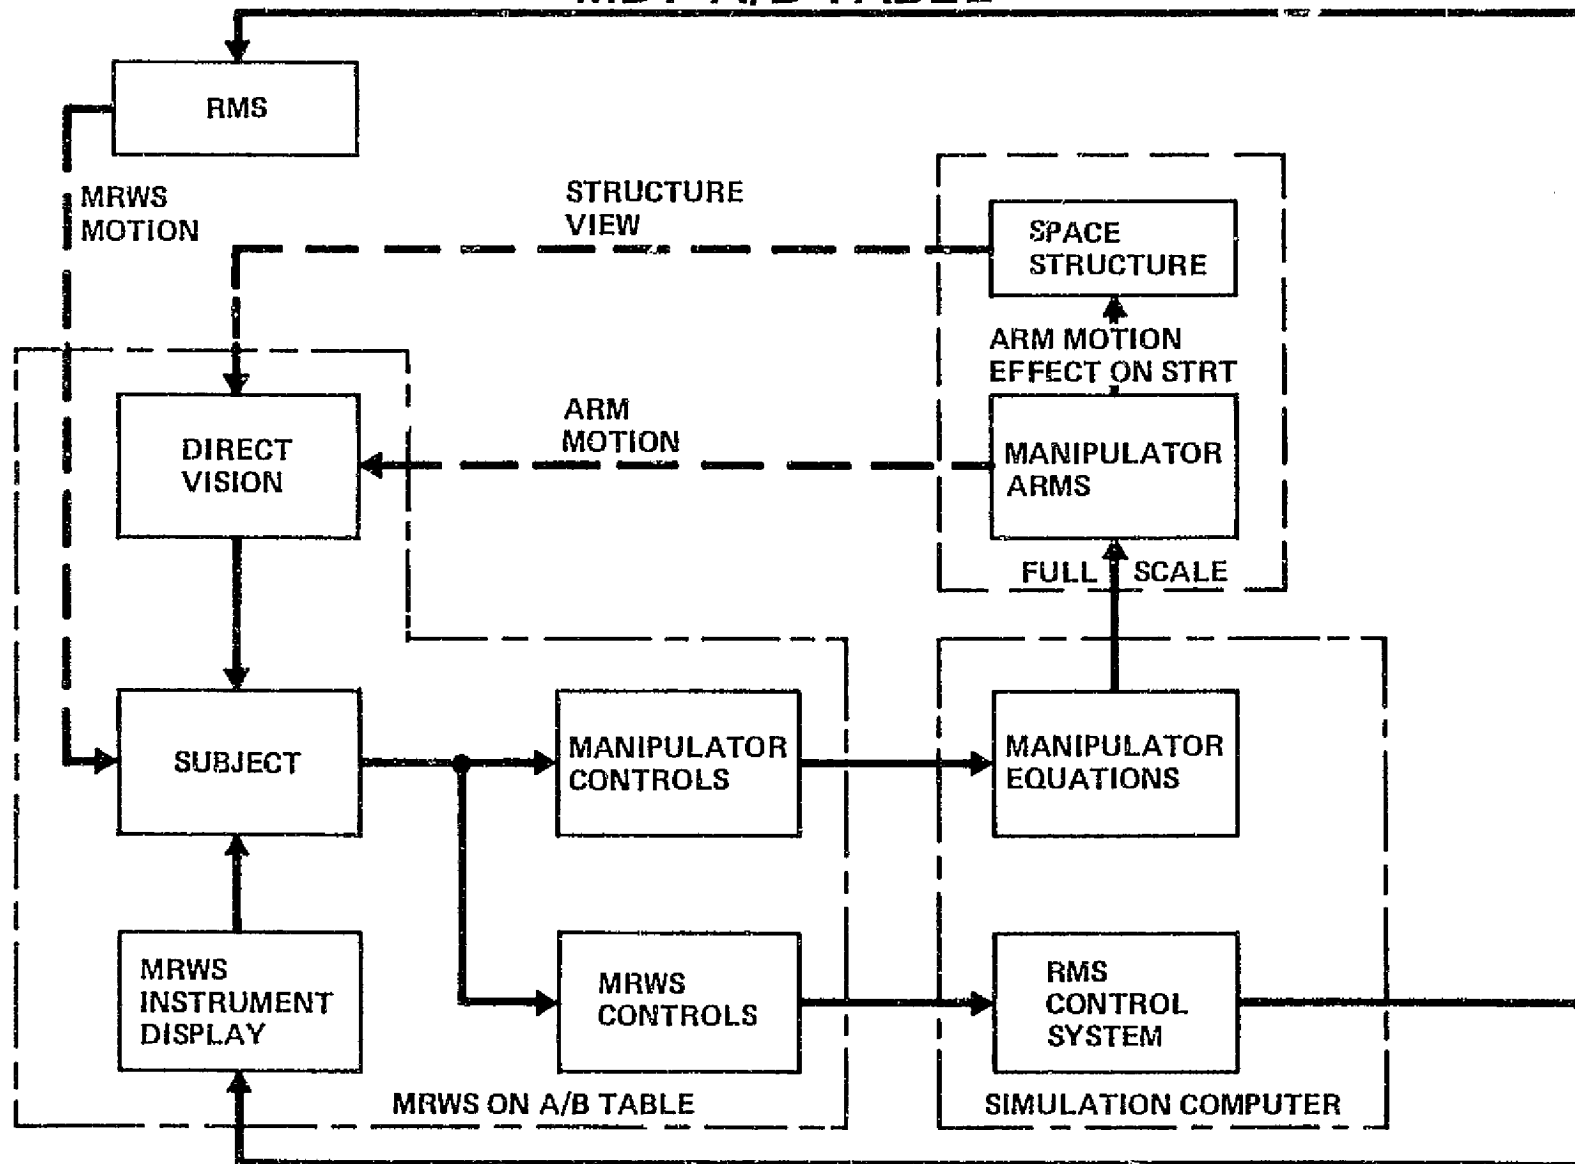 RMS
MRWS
MOTION
STRUCTURE
VIEW
SPACE
STRUCTURE
ARM MOTION
EFFECT ON STRT
DIRECT
VISION
ARM
MOTION
MANIPULATOR
ARMS
FULL SCALE
SUBJECT
MANIPULATOR
CONTROLS
MANIPULATOR
EQUATIONS
MRWS
INSTRUMENT
DISPLAY
MRWS
CONTROLS
RMS
CONTROL
SYSTEM
MRWS ON A/B TABLE
SIMULATION COMPUTER